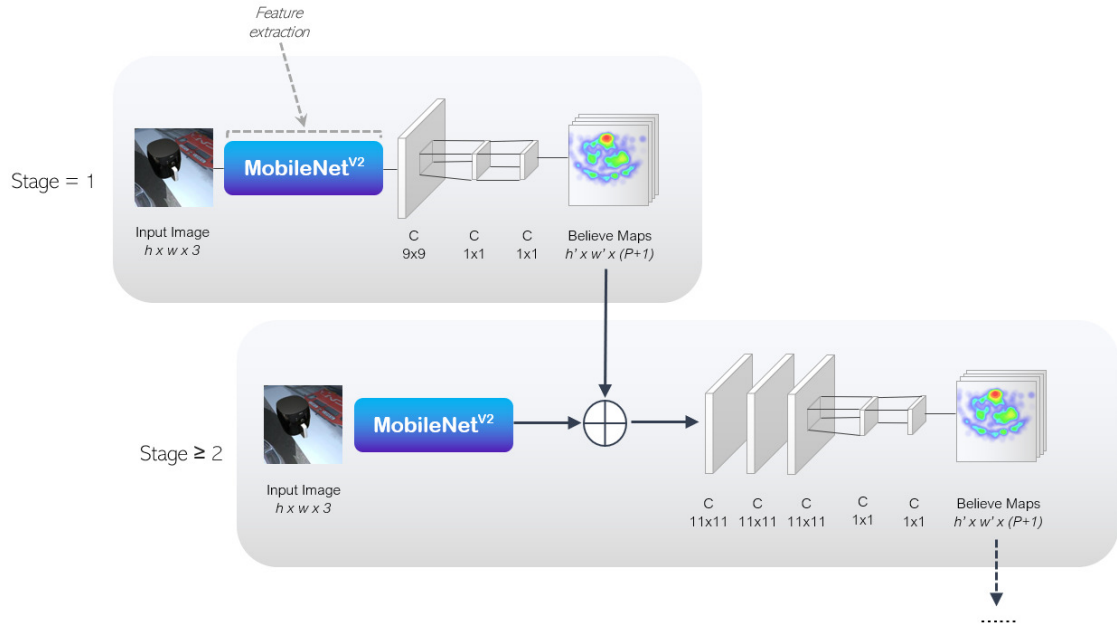 Feature
extraction
Stage = 1
MobileNetV2
Input Image
h x w x 3
C
9x9
C
1x1
C
1x1
Believe Maps
h' x w' x (P+1)
Stage ≥ 2
MobileNetV2
Input Image
h x w x 3
C
11x11
C
11x11
C
11x11
C
1x1
C
1x1
Believe Maps
h' x w' x (P+1)
......